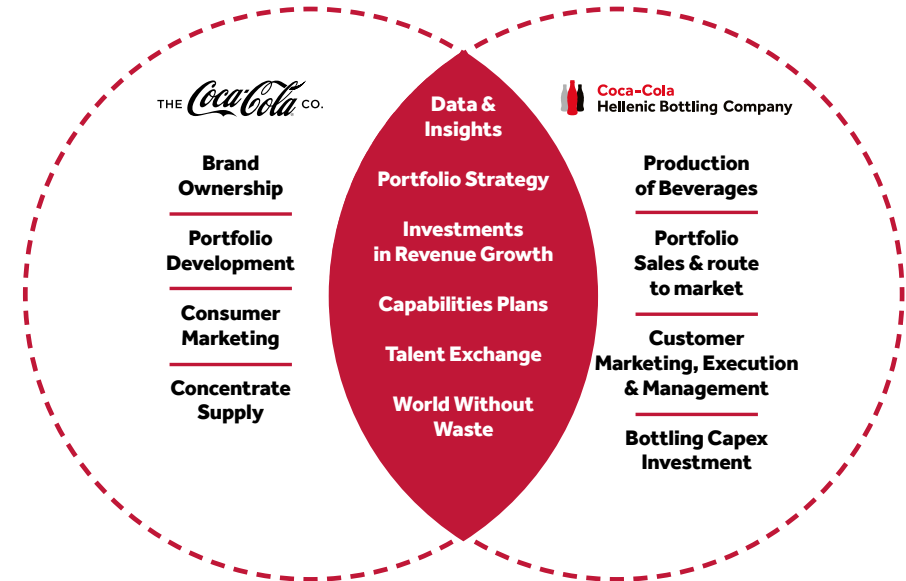 THE Coca-Cola CO.
Brand
Ownership
Portfolio
Development
Consumer
Marketing
Concentrate
Supply
Data &
Insights
Portfolio Strategy
Investments
in Revenue Growth
Capabilities Plans
Talent Exchange
World Without
Waste
Coca-Cola
Hellenic Bottling Company
Production
of Beverages
Portfolio
Sales & route
to market
Customer
Marketing, Execution
& Management
Bottling Capex
Investment